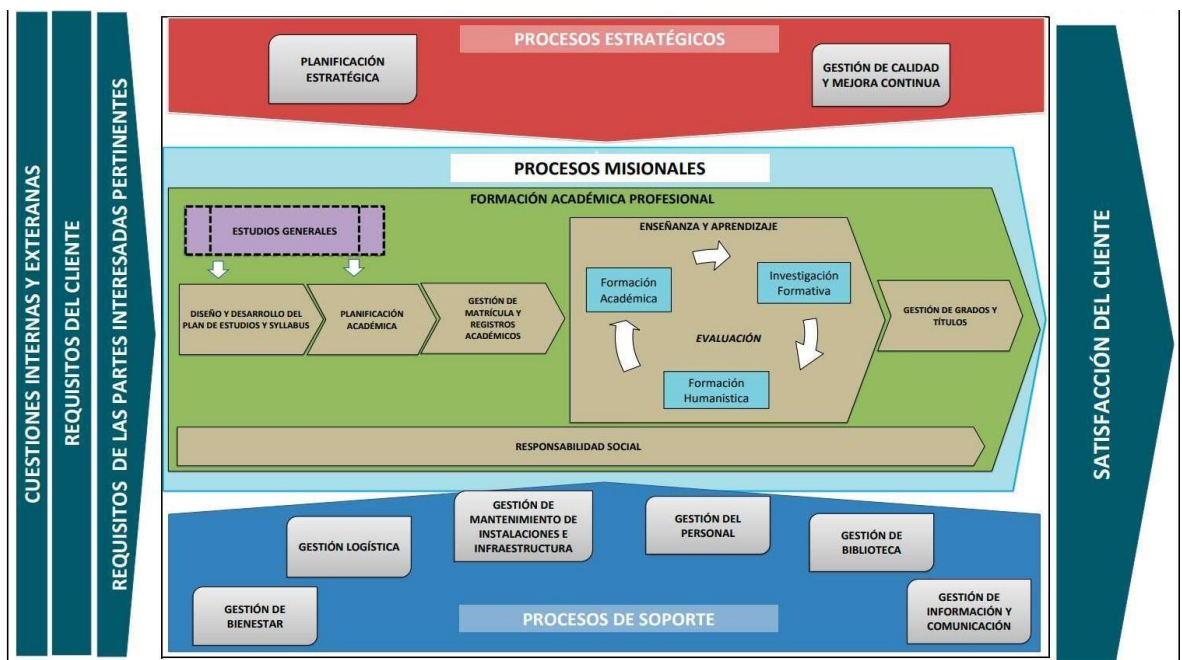 CUESTIONES INTERNAS Y EXTERANAS
REQUISITOS DEL CLIENTE
REQUISITOS DE LAS PARTES INTERESADAS PERTINENTES
PROCESOS ESTRATÉGICOS
PLANIFICACIÓN
ESTRATÉGICA
GESTIÓN DE CALIDAD
Y MEJORA CONTINUA
PROCESOS MISIONALES
FORMACIÓN ACADÉMICA PROFESIONAL
ESTUDIOS GENERALES
DISEÑO Y DESARROLLO DEL
PLAN DE ESTUDIOS Y SYLLABUS
PLANIFICACIÓN
ACADÉMICA
GESTIÓN DE
MATRÍCULA Y
REGISTROS
ACADÉMICOS
ENSEÑANZA Y APRENDIZAJE
Formación
Académica
Investigación
Formativa
EVALUACIÓN
Formación
Humanistica
GESTIÓN DE GRADOS Y
TÍTULOS
RESPONSABILIDAD SOCIAL
GESTIÓN DE
BIENESTAR
GESTIÓN LOGÍSTICA
GESTIÓN DE
MANTENIMIENTO DE
INSTALACIONES E
INFRAESTRUCTURA
GESTIÓN DEL
PERSONAL
GESTIÓN DE
BIBLIOTECA
GESTIÓN DE
INFORMACIÓN Y
COMUNICACIÓN
PROCESOS DE SOPORTE
SATISFACCIÓN DEL CLIENTE